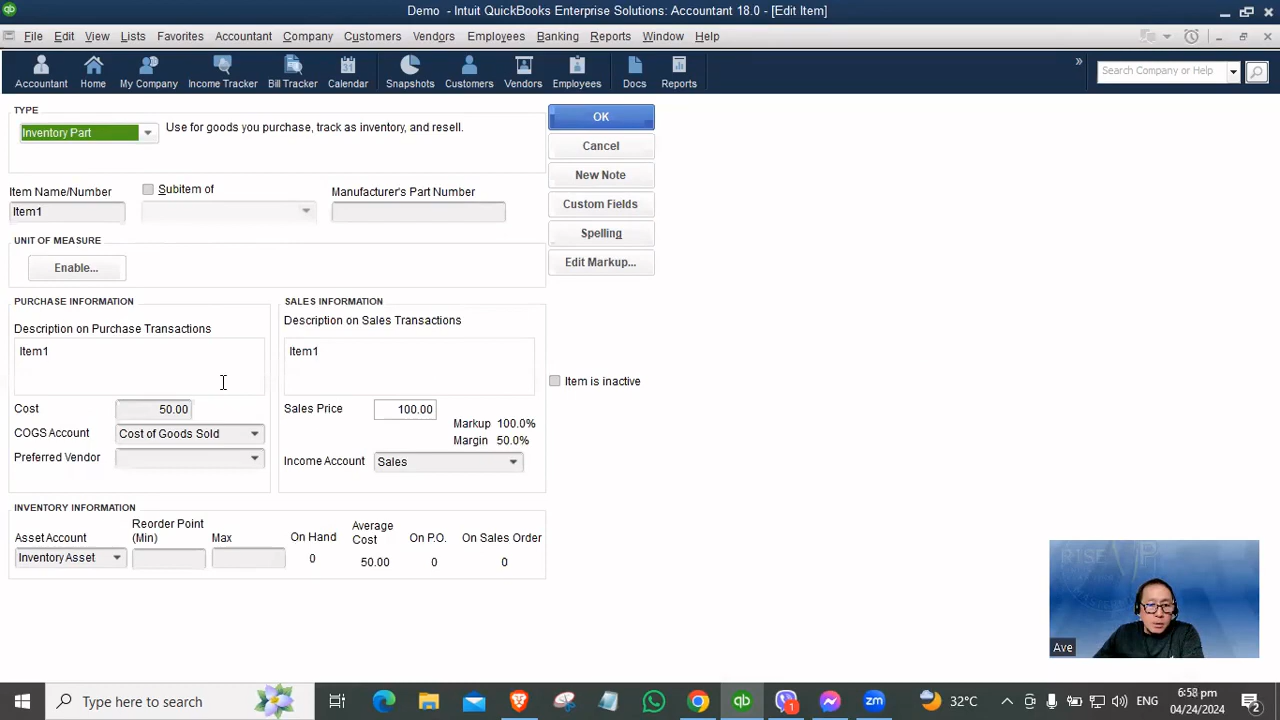 Demo - Intuit QuickBooks Enterprise Solutions: Accountant 18.0 - [Edit Item]
File Edit View Lists Favorites Accountant Company Customers Vendors Employees Banking Reports Window Help
Accountant Home My Company Income Tracker Bill Tracker Calendar Snapshots Customers Vendors Employees Docs Reports
» Search Company or Help
TYPE
Inventory Part Use for goods you purchase, track as inventory, and resell.
OK
Cancel
New Note
Custom Fields
Spelling
Edit Markup...
Item Name/Number Subitem of Manufacturer's Part Number
Item1
UNIT OF MEASURE
Enable...
PURCHASE INFORMATION
Description on Purchase Transactions
Item1
Cost 50.00
COGS Account Cost of Goods Sold
Preferred Vendor
SALES INFORMATION
Description on Sales Transactions
Item1
Sales Price 100.00
Markup 100.0%
Margin 50.0%
Income Account Sales
Item is inactive
INVENTORY INFORMATION
Asset Account Reorder Point (Min) Max On Hand Average Cost On P.O. On Sales Order
Inventory Asset 0 50.00 0 0
Ave
Type here to search
1
32°C
ENG
6:58 pm
04/24/2024
2